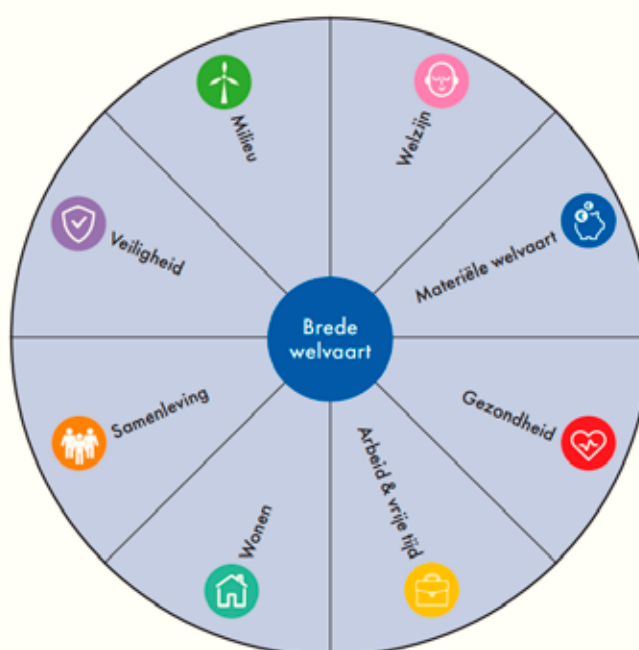 Milieu
Welzijn
Veiligheid
Materiële welvaart
Brede
welvaart
Samenleving
Gezondheid
Wonen
Arbeid & vrije tijd